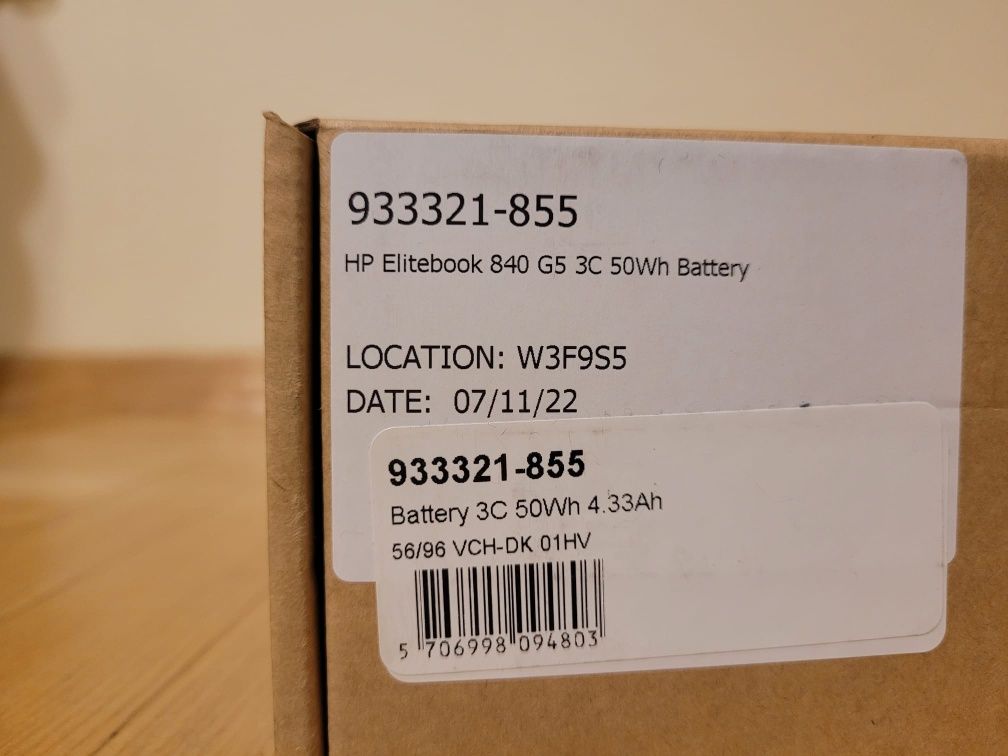 933321-855
HP Elitebook 840 G5 3C 50Wh Battery
LOCATION: W3F9S5
DATE: 07/11/22
933321-855
Battery 3C 50Wh 4.33Ah
56/96 VCH-DK 01HV
5 706998 094803